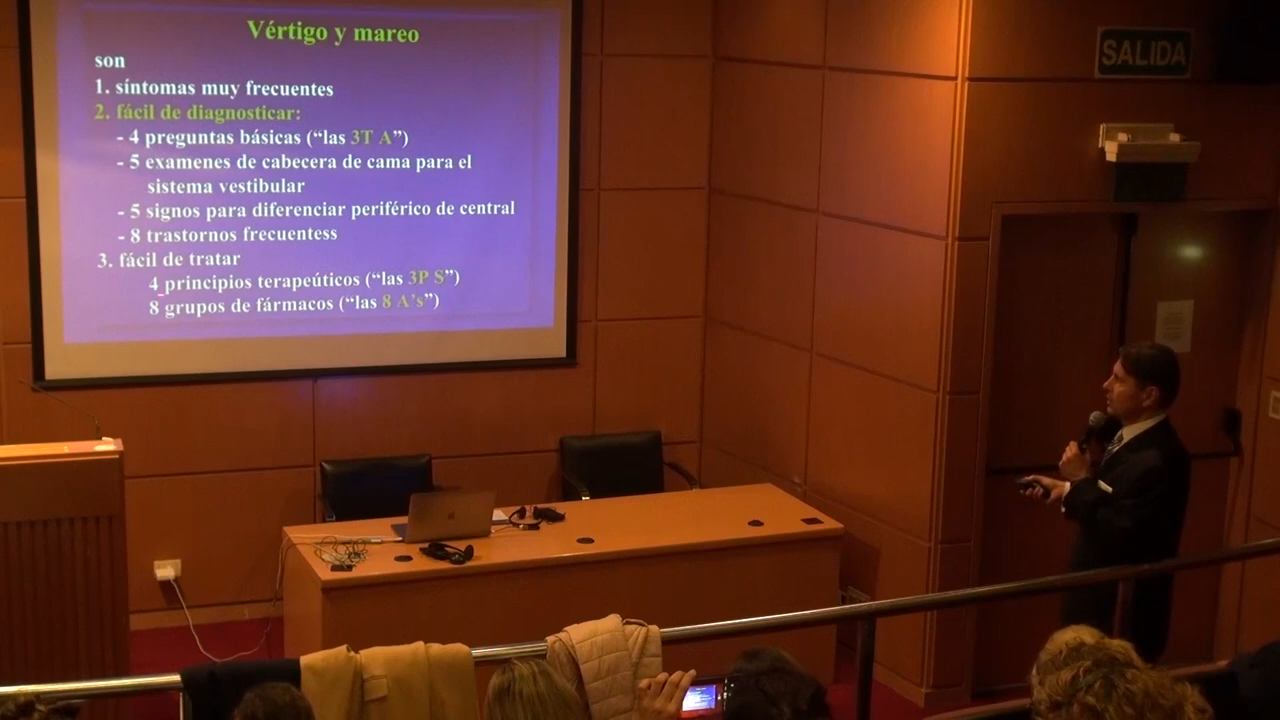 Vértigo y mareo
son
1. síntomas muy frecuentes
2. fácil de diagnosticar:
- 4 preguntas básicas (“las 3T A”)
- 5 examenes de cabecera de cama para el
sistema vestibular
- 5 signos para diferenciar periférico de central
- 8 trastornos frecuentess
3. fácil de tratar
4 principios terapeúticos (“las 3P S”)
8 grupos de fármacos (“las 8 A’s”)
SALIDA